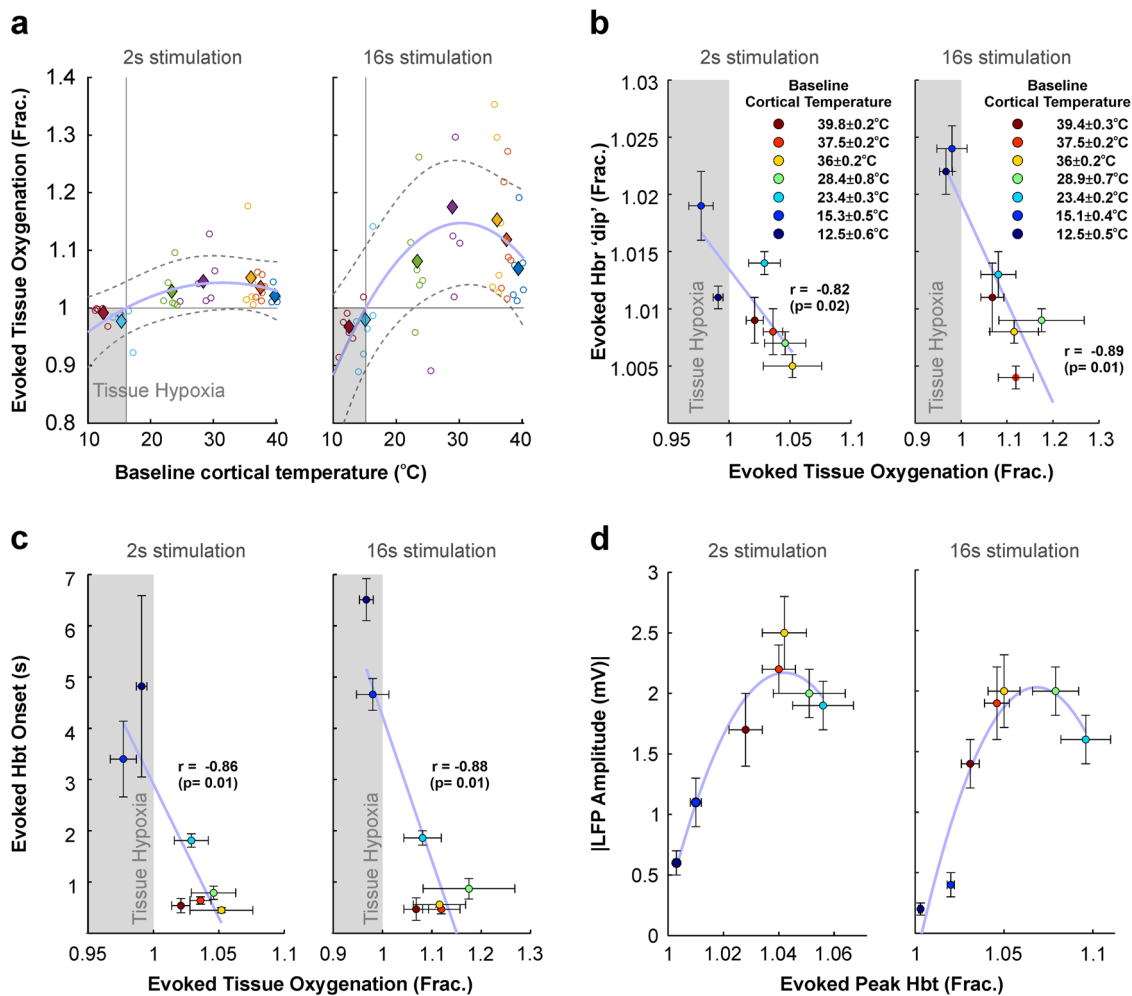 a
2s stimulation
16s stimulation
Evoked Tissue Oxygenation (Frac.)
1.4
1.3
1.2
1.1
1
0.9
0.8
Tissue Hypoxia
10
20
30
40
10
20
30
40
Baseline cortical temperature (°C)
b
2s stimulation
16s stimulation
Evoked Hbr ‘dip’ (Frac.)
1.03
1.025
1.02
1.015
1.01
1.005
Tissue Hypoxia
Baseline
Cortical Temperature
39.8±0.2°C
37.5±0.2°C
36±0.2°C
28.4±0.8°C
23.4±0.3°C
15.3±0.5°C
12.5±0.6°C
r = -0.82
(p= 0.02)
Tissue Hypoxia
Baseline
Cortical Temperature
39.4±0.3°C
37.5±0.2°C
36±0.2°C
28.9±0.7°C
23.4±0.2°C
15.1±0.4°C
12.5±0.5°C
r = -0.89
(p= 0.01)
0.95
1
1.05
1.1
0.9
1
1.1
1.2
1.3
Evoked Tissue Oxygenation (Frac.)
c
2s stimulation
16s stimulation
Evoked Hbt Onset (s)
7
6
5
4
3
2
1
Tissue Hypoxia
r = -0.86
(p= 0.01)
Tissue Hypoxia
r = -0.88
(p= 0.01)
0.95
1
1.05
1.1
0.9
1
1.1
1.2
1.3
Evoked Tissue Oxygenation (Frac.)
d
2s stimulation
16s stimulation
|LFP Amplitude (mV)|
3
2.5
2
1.5
1
0.5
0
1
1.02
1.04
1.06
1
1.05
1.1
Evoked Peak Hbt (Frac.)